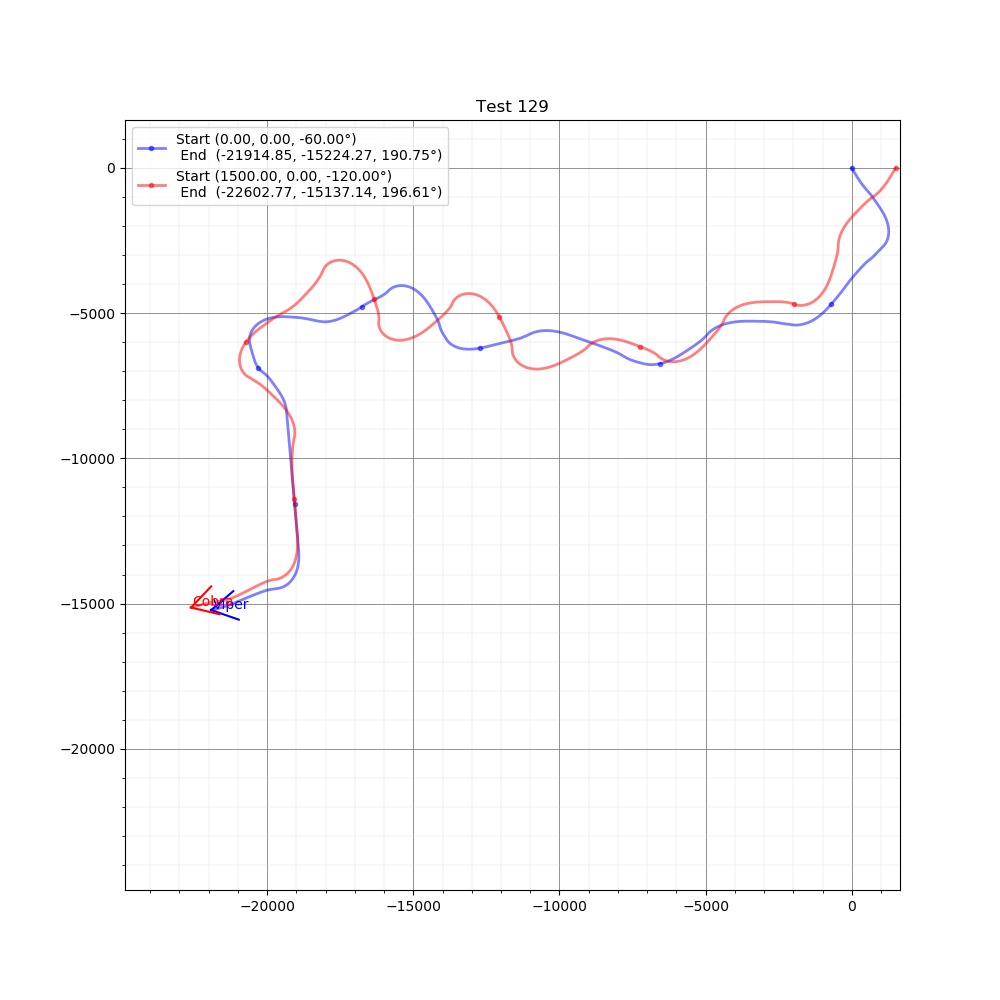 Test 129
Start (0.00, 0.00, -60.00°)
End (-21914.85, -15224.27, 190.75°)
Start (1500.00, 0.00, -120.00°)
End (-22602.77, -15137.14, 196.61°)
0
−5000
−10000
−15000
−20000
Cobra
Viper
−20000
−15000
−10000
−5000
0